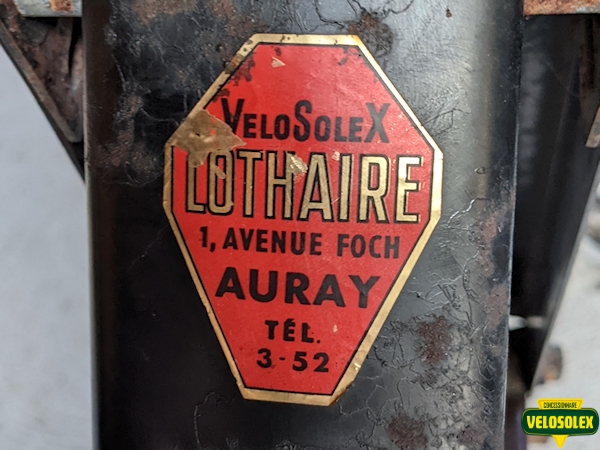 VELOSOLEX
LOTHAIRE
1, AVENUE FOCH
AURAY
TÉL.
3-52
CONCESSIONNAIRE
VELOSOLEX